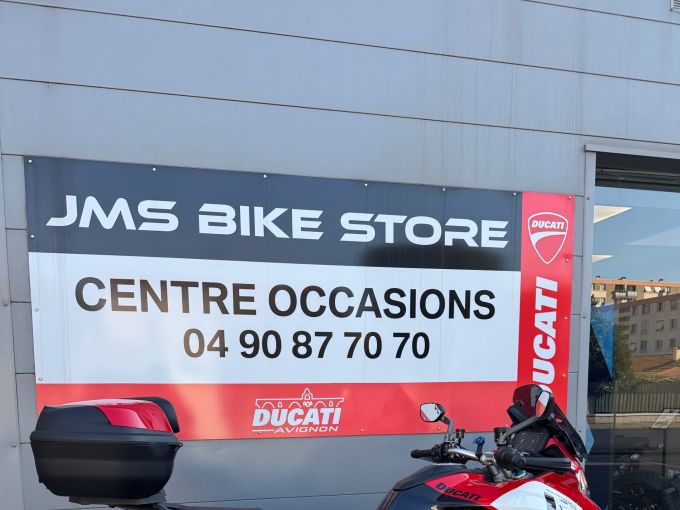 JMS BIKE STORE
CENTRE OCCASIONS
04 90 87 70 70
DUCATI
DUCATI
DUCATI
AVIGNON
DUCATI